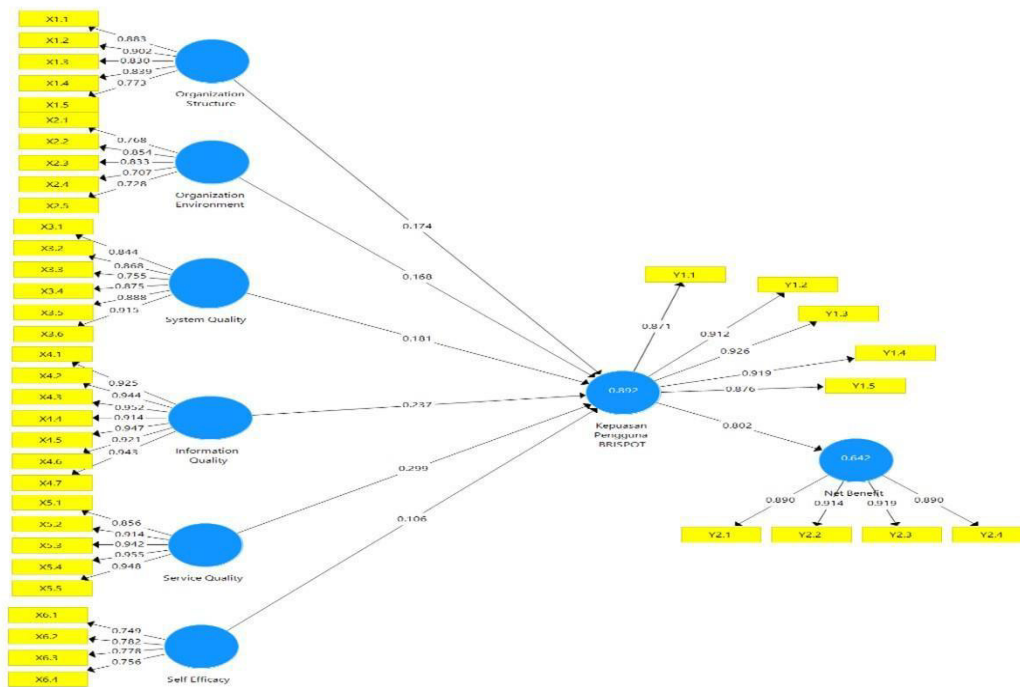 X1.1
X1.2
X1.3
X1.4
X1.5
0.883
0.902
0.830
0.839
0.773
Organization
Structure
X2.1
X2.2
X2.3
X2.4
X2.5
0.768
0.854
0.833
0.707
0.728
Organization
Environment
X3.1
X3.2
X3.3
X3.4
X3.5
X3.6
0.844
0.868
0.755
0.875
0.888
0.915
System Quality
X4.1
X4.2
X4.3
X4.4
X4.5
X4.6
X4.7
0.925
0.944
0.952
0.914
0.947
0.921
0.943
Information
Quality
X5.1
X5.2
X5.3
X5.4
X5.5
0.856
0.914
0.942
0.955
0.948
Service Quality
X6.1
X6.2
X6.3
X6.4
0.749
0.782
0.778
0.756
Self Efficacy
0.174
0.168
0.181
0.237
0.299
0.106
0.892
Kepuasan
Pengguna
BRISPOT
Y1.1
Y1.2
Y1.3
Y1.4
Y1.5
0.871
0.912
0.926
0.919
0.876
0.802
0.642
Net Benefit
0.890
0.914
0.919
0.890
Y2.1
Y2.2
Y2.3
Y2.4